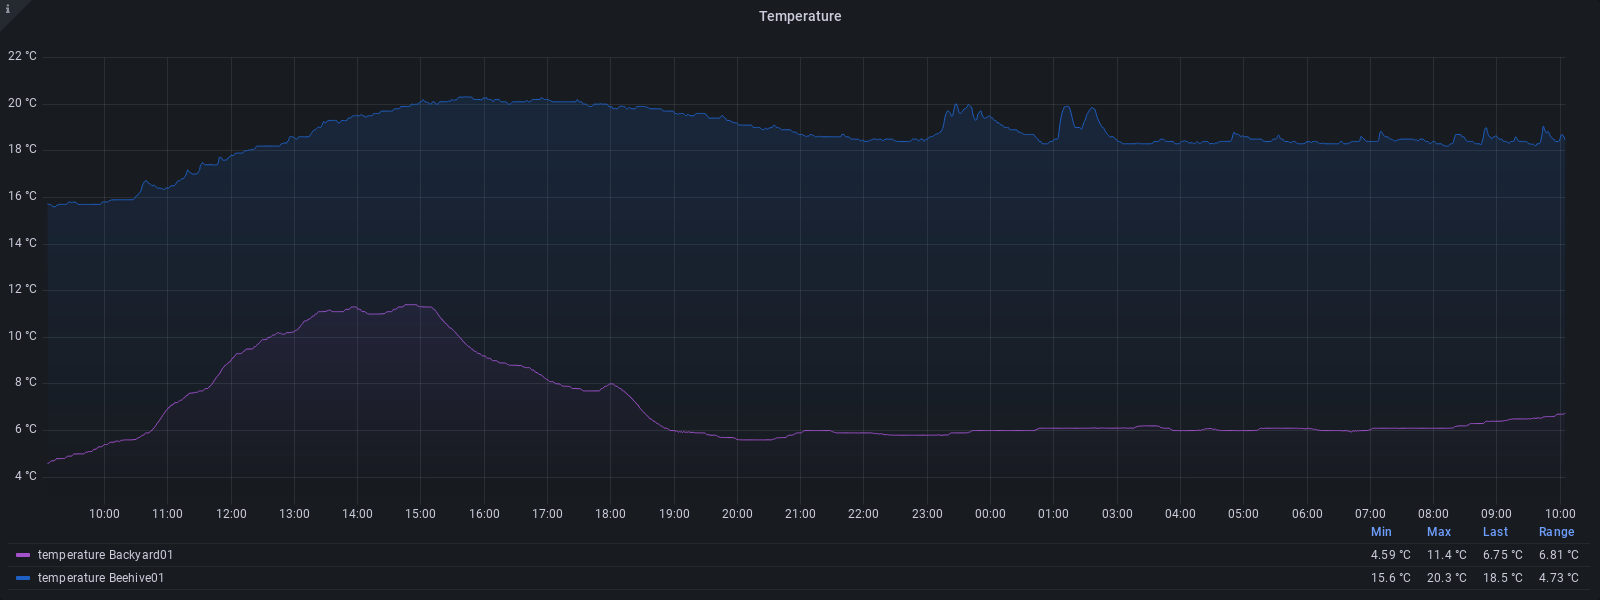 i
Temperature
22 °C
20 °C
18 °C
16 °C
14 °C
12 °C
10 °C
8 °C
6 °C
4 °C
10:00 11:00 12:00 13:00 14:00 15:00 16:00 17:00 18:00 19:00 20:00 21:00 22:00 23:00 00:00 01:00 02:00 03:00 04:00 05:00 06:00 07:00 08:00 09:00 10:00
Min Max Last Range
temperature Backyard01 4.59 °C 11.4 °C 6.75 °C 6.81 °C
temperature Beehive01 15.6 °C 20.3 °C 18.5 °C 4.73 °C